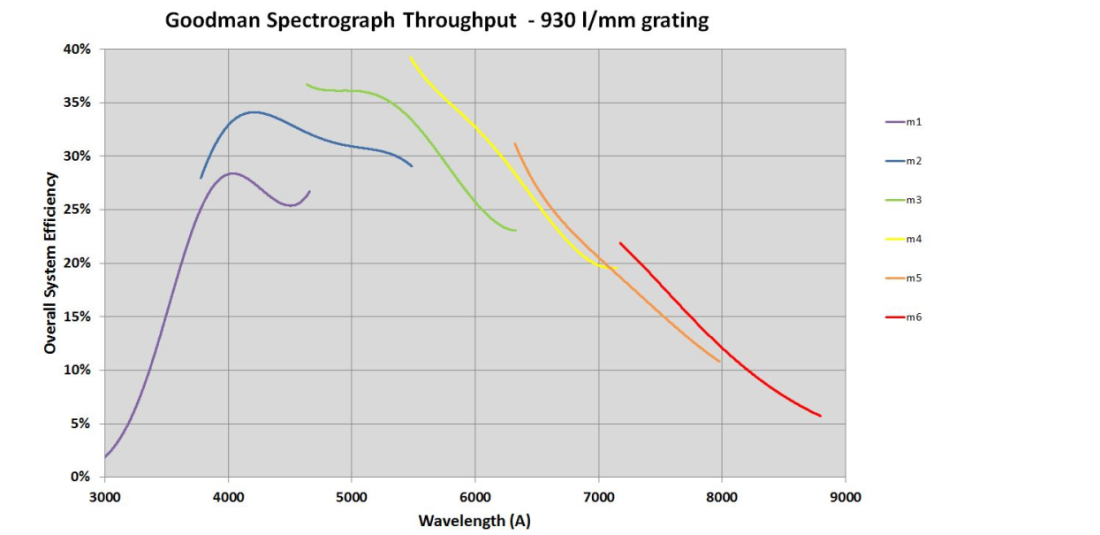 Goodman Spectrograph Throughput - 930 l/mm grating
40%
35%
30%
25%
20%
15%
10%
5%
0%
Overall System Efficiency
3000 4000 5000 6000 7000 8000 9000
Wavelength (A)
m1
m2
m3
m4
m5
m6